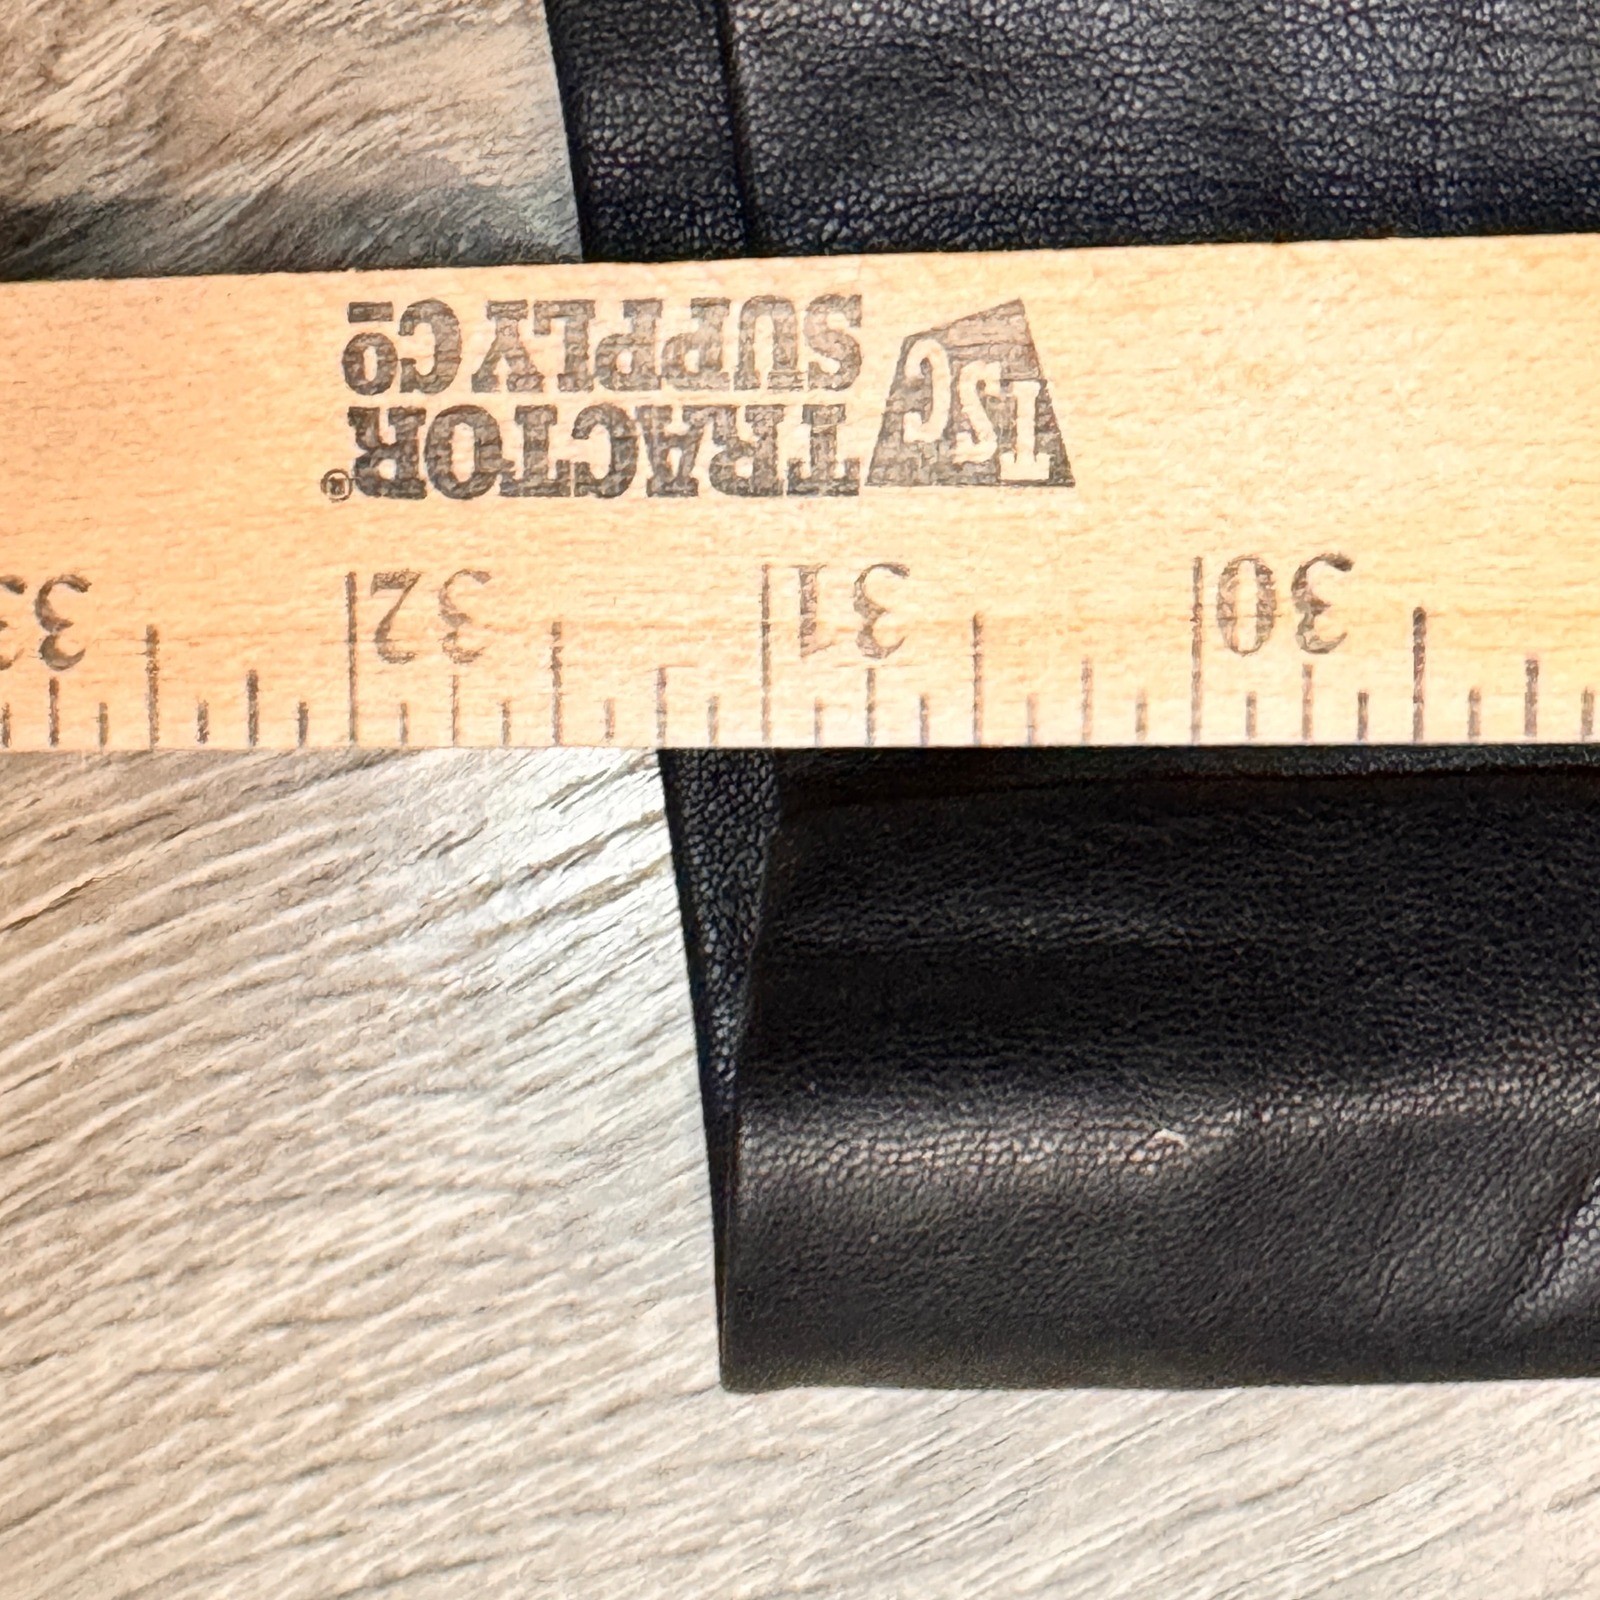 30 31 32 33
TSC TRACTOR®
SUPPLY CO